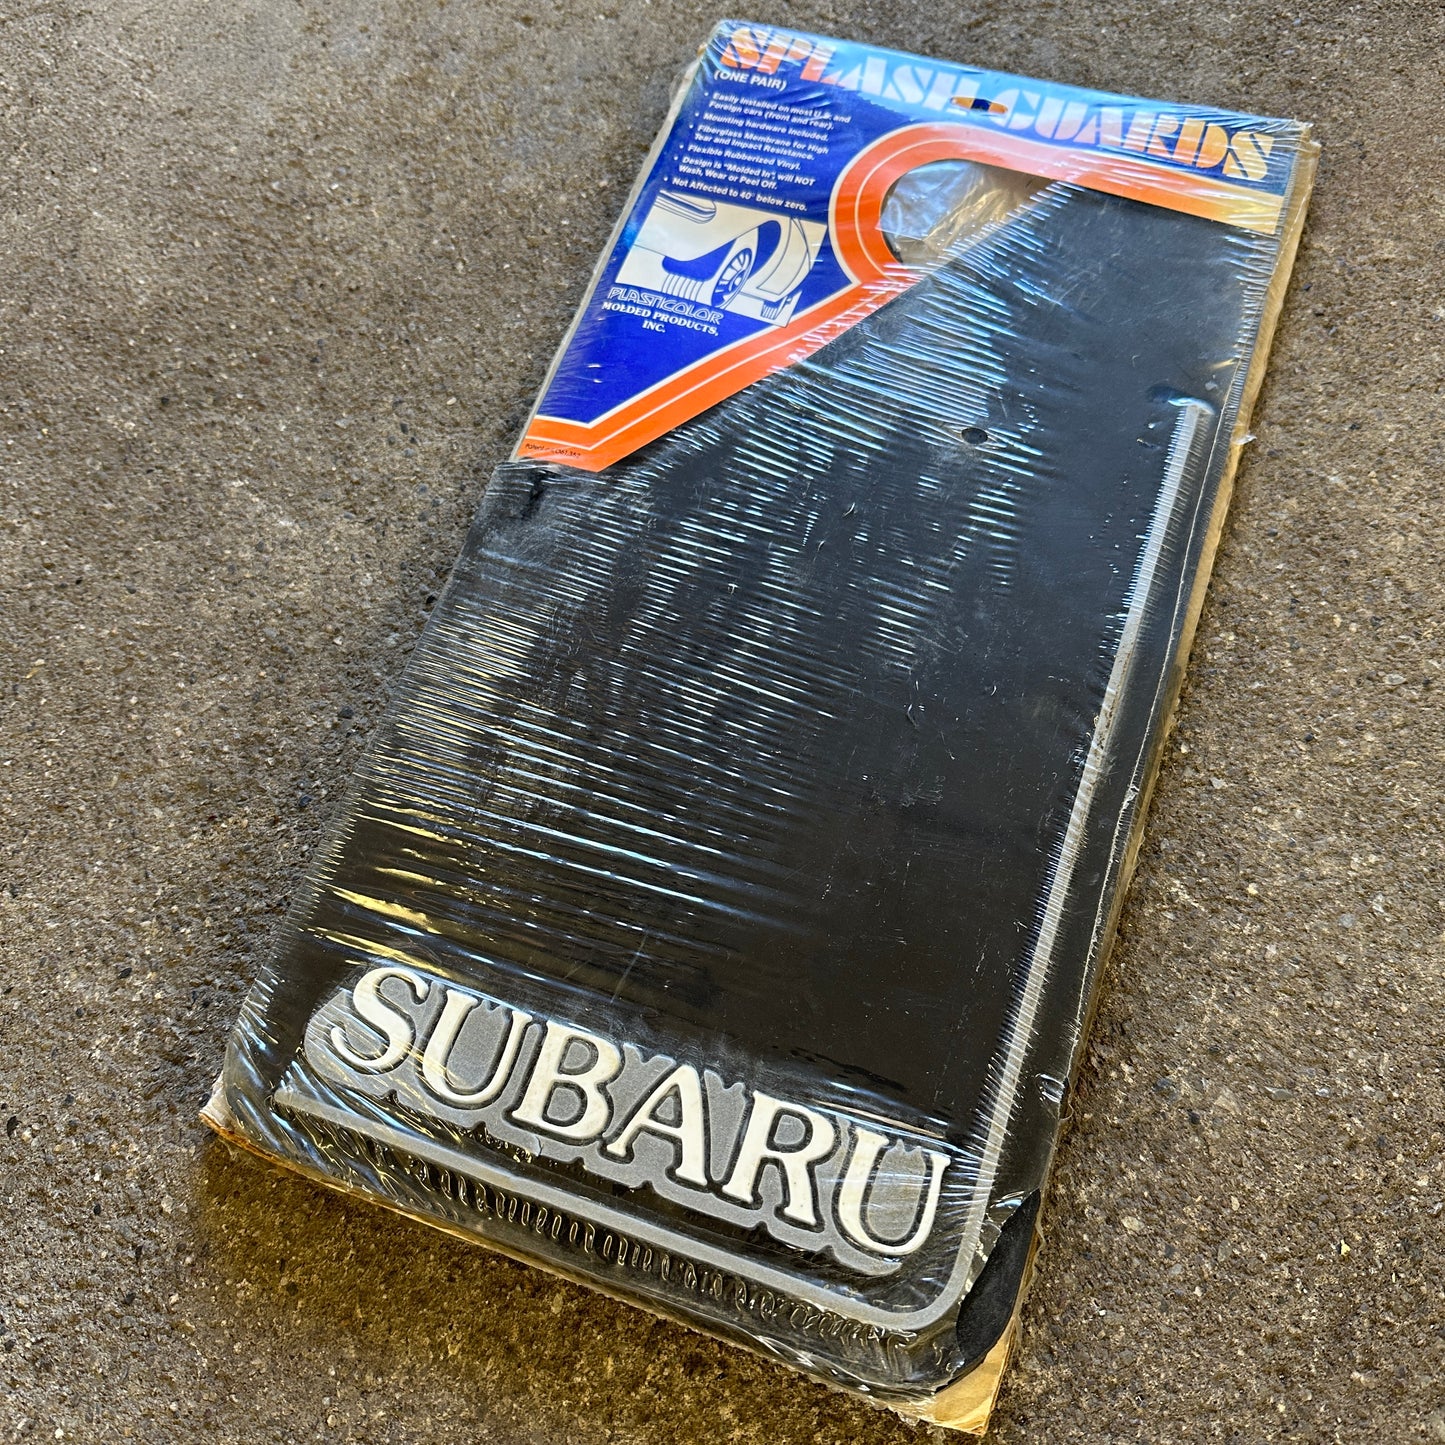 SPLASH GUARDS
(ONE PAIR)
• Easily installed on most U.S. and
Foreign cars (front and rear).
• Mounting hardware included.
• Fiberglass Membrane for High
Tear and Impact Resistance.
• Flexible Rubberized Vinyl.
• Design is "Molded In", will NOT
Wash, Wear or Peel Off.
• Not Affected to 40° below zero.
PLASTICOLOR
MOLDED PRODUCTS,
INC.
SUBARU